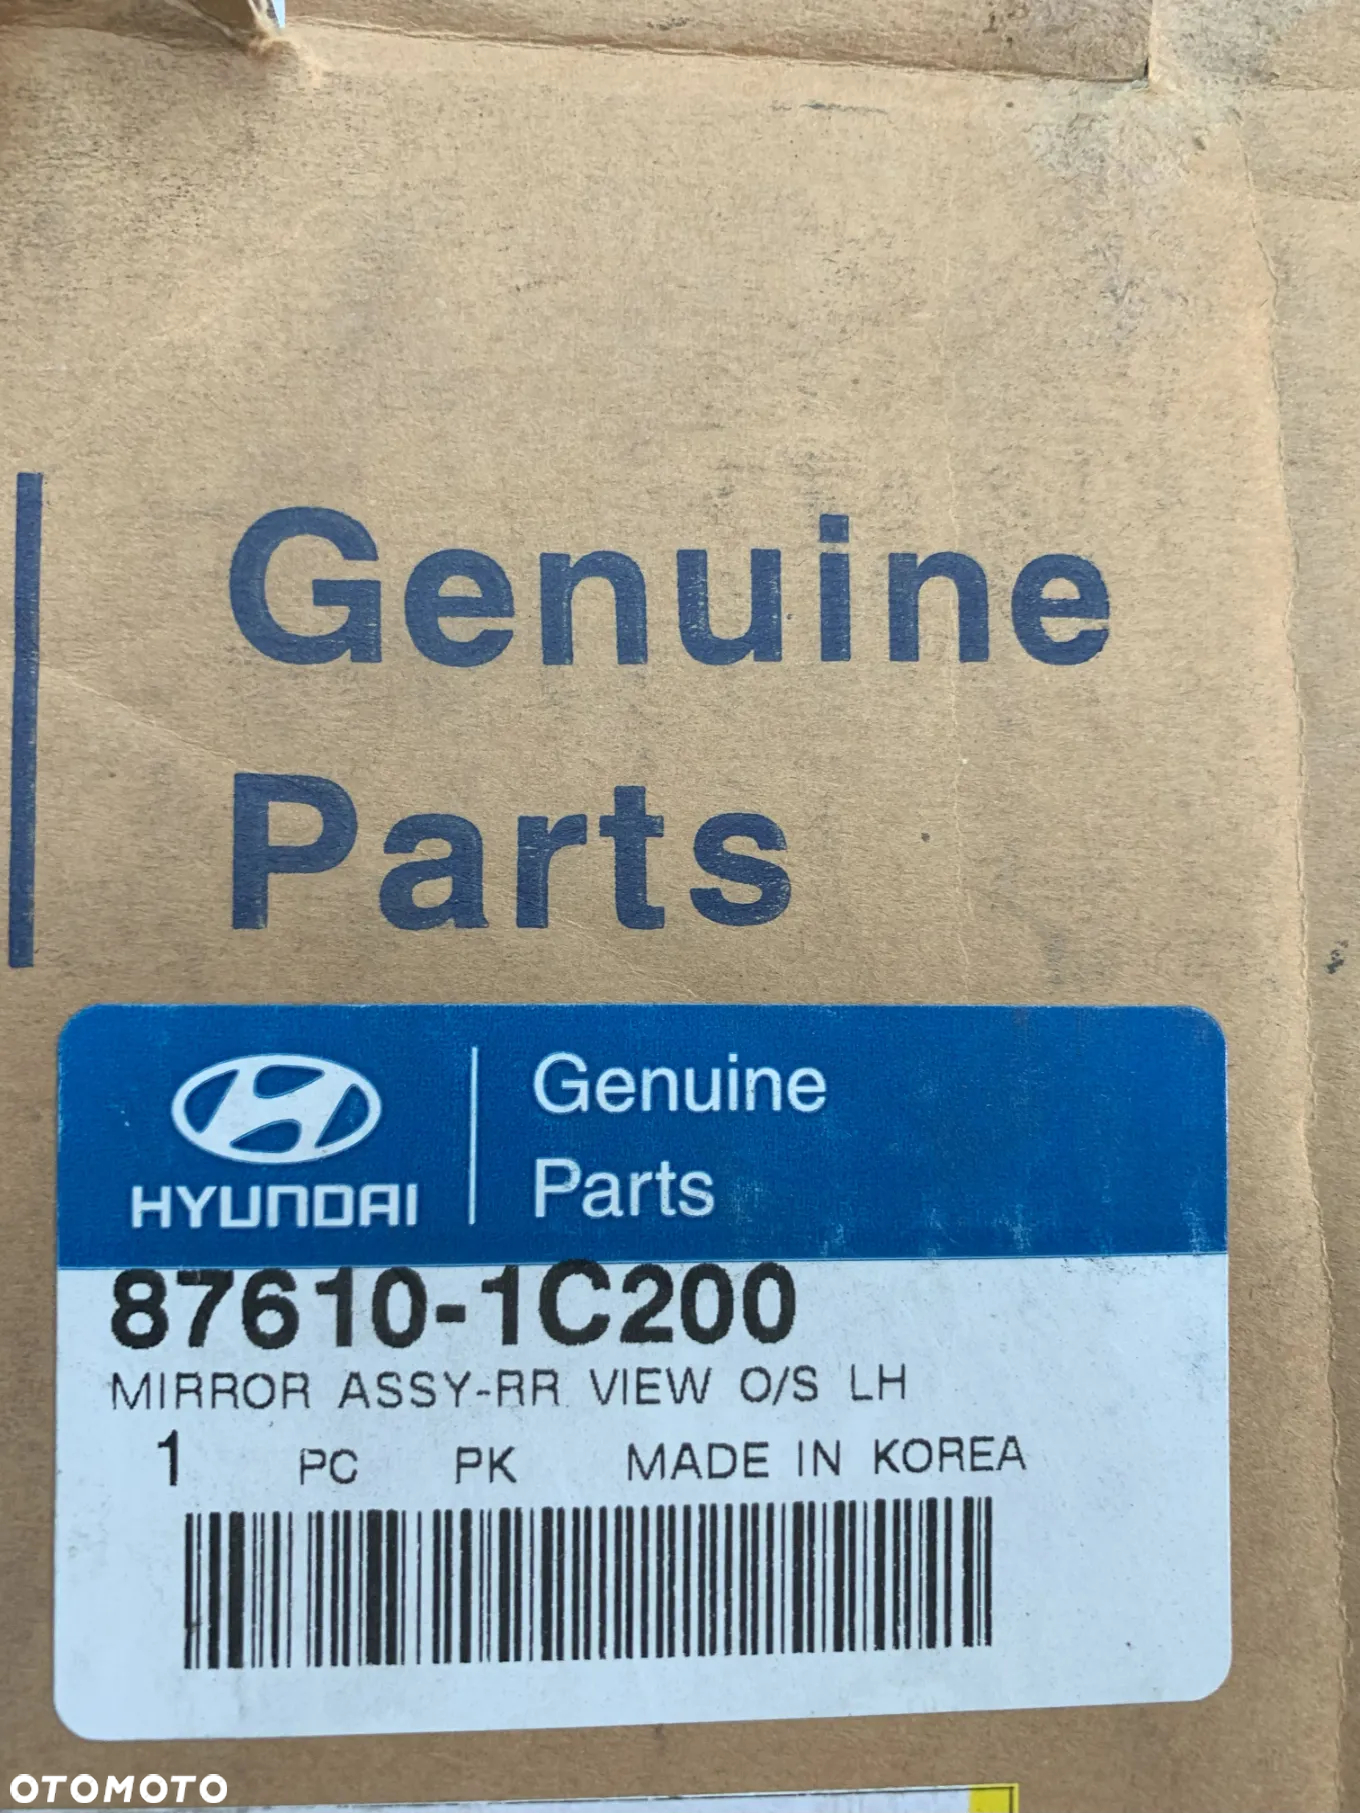 Genuine
Parts
HYUNDAI
Genuine
Parts
87610-1C200
MIRROR ASSY-RR VIEW O/S LH
1 PC PK MADE IN KOREA
OTOMOTO